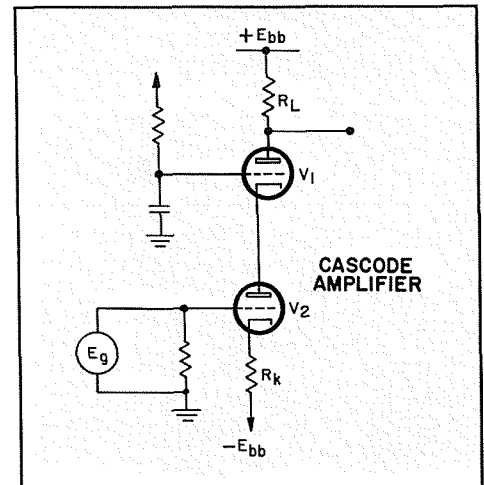 +Ebb
RL
V1
CASCODE
AMPLIFIER
V2
Eg
Rk
-Ebb